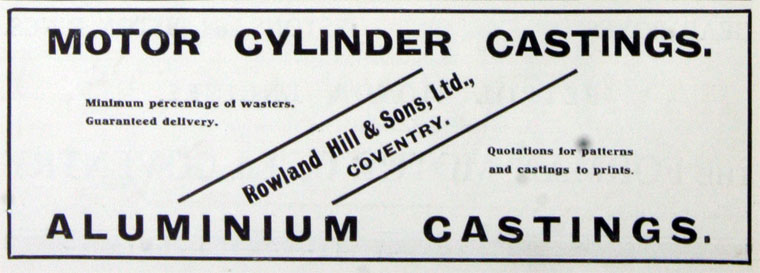 MOTOR CYLINDER CASTINGS.
Minimum percentage of wasters.
Guaranteed delivery.
Rowland Hill & Sons, Ltd.,
COVENTRY.
Quotations for patterns
and castings to prints.
ALUMINIUM CASTINGS.